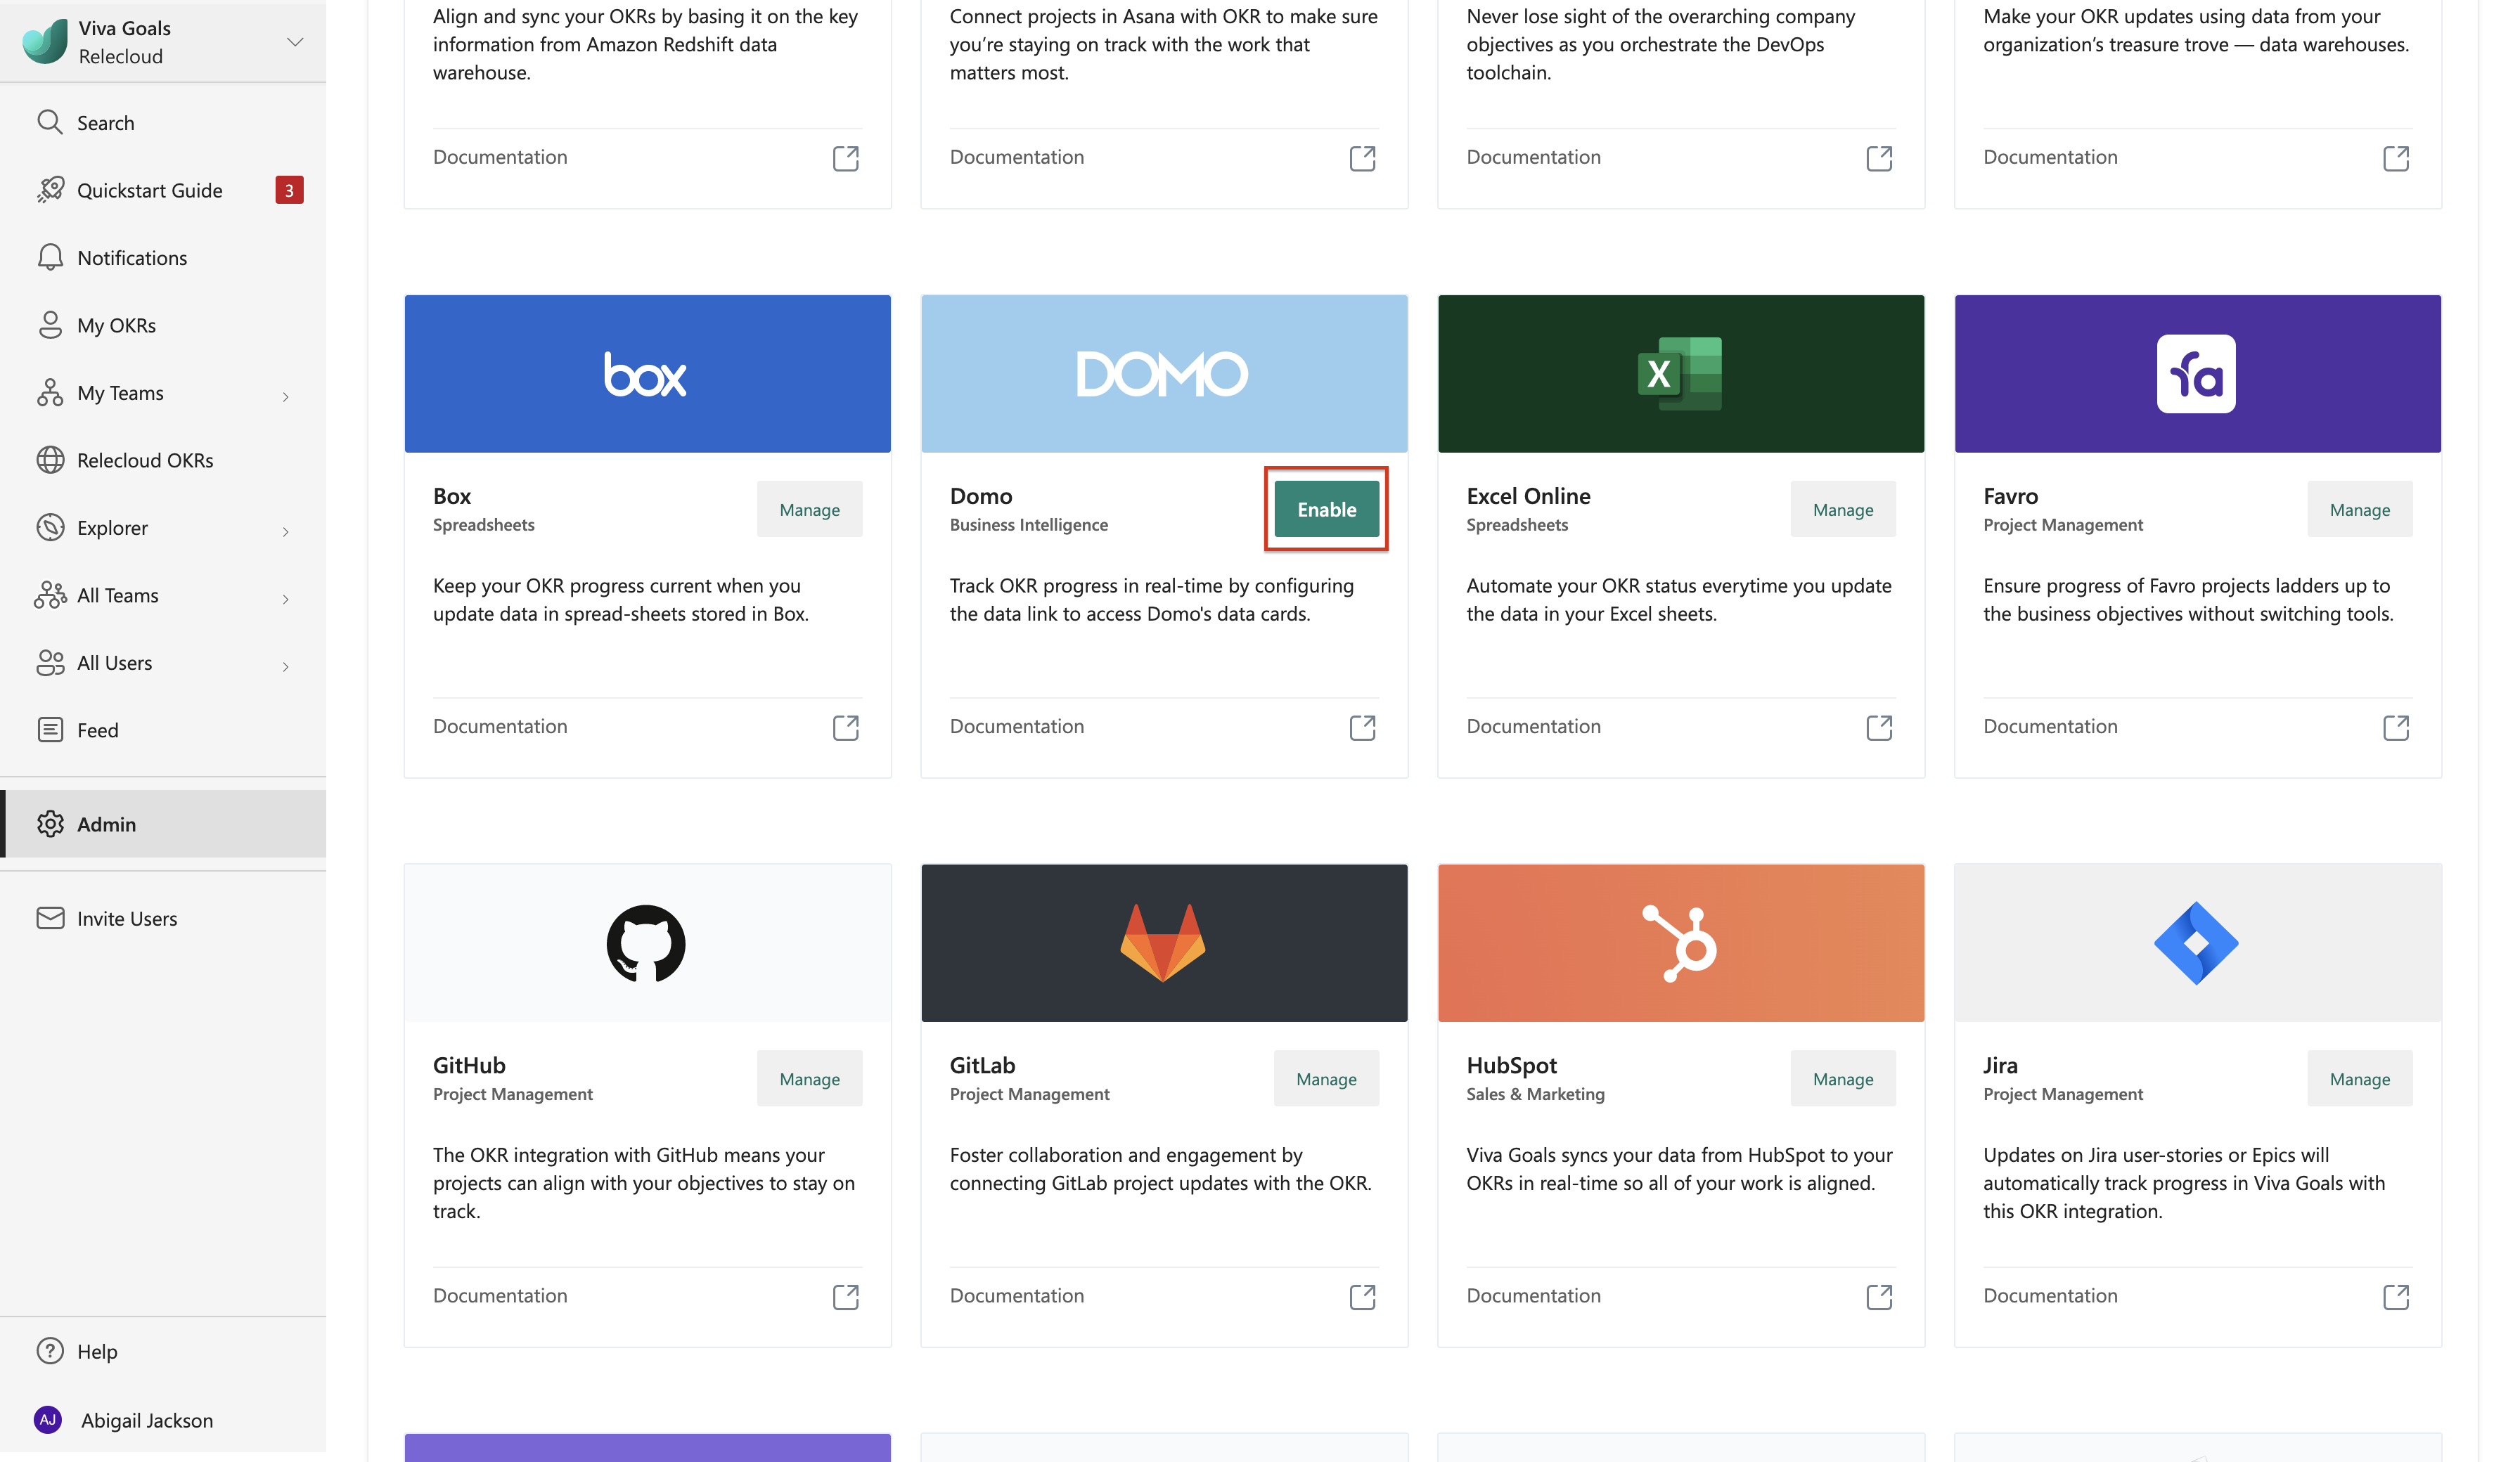 Viva Goals
Relecloud
Search
Quickstart Guide
3
Notifications
My OKRs
My Teams
Relecloud OKRs
Explorer
All Teams
All Users
Feed
Admin
Invite Users
Help
AJ
Abigail Jackson
Align and sync your OKRs by basing it on the key
information from Amazon Redshift data
warehouse.
Documentation
Connect projects in Asana with OKR to make sure
you’re staying on track with the work that
matters most.
Documentation
Never lose sight of the overarching company
objectives as you orchestrate the DevOps
toolchain.
Documentation
Make your OKR updates using data from your
organization’s treasure trove — data warehouses.
Documentation
box
Box
Spreadsheets
Manage
Keep your OKR progress current when you
update data in spread-sheets stored in Box.
Documentation
DOMO
Domo
Business Intelligence
Enable
Track OKR progress in real-time by configuring
the data link to access Domo's data cards.
Documentation
X
Excel Online
Spreadsheets
Manage
Automate your OKR status everytime you update
the data in your Excel sheets.
Documentation
fa
Favro
Project Management
Manage
Ensure progress of Favro projects ladders up to
the business objectives without switching tools.
Documentation
GitHub
Project Management
Manage
The OKR integration with GitHub means your
projects can align with your objectives to stay on
track.
Documentation
GitLab
Project Management
Manage
Foster collaboration and engagement by
connecting GitLab project updates with the OKR.
Documentation
HubSpot
Sales & Marketing
Manage
Viva Goals syncs your data from HubSpot to your
OKRs in real-time so all of your work is aligned.
Documentation
Jira
Project Management
Manage
Updates on Jira user-stories or Epics will
automatically track progress in Viva Goals with
this OKR integration.
Documentation